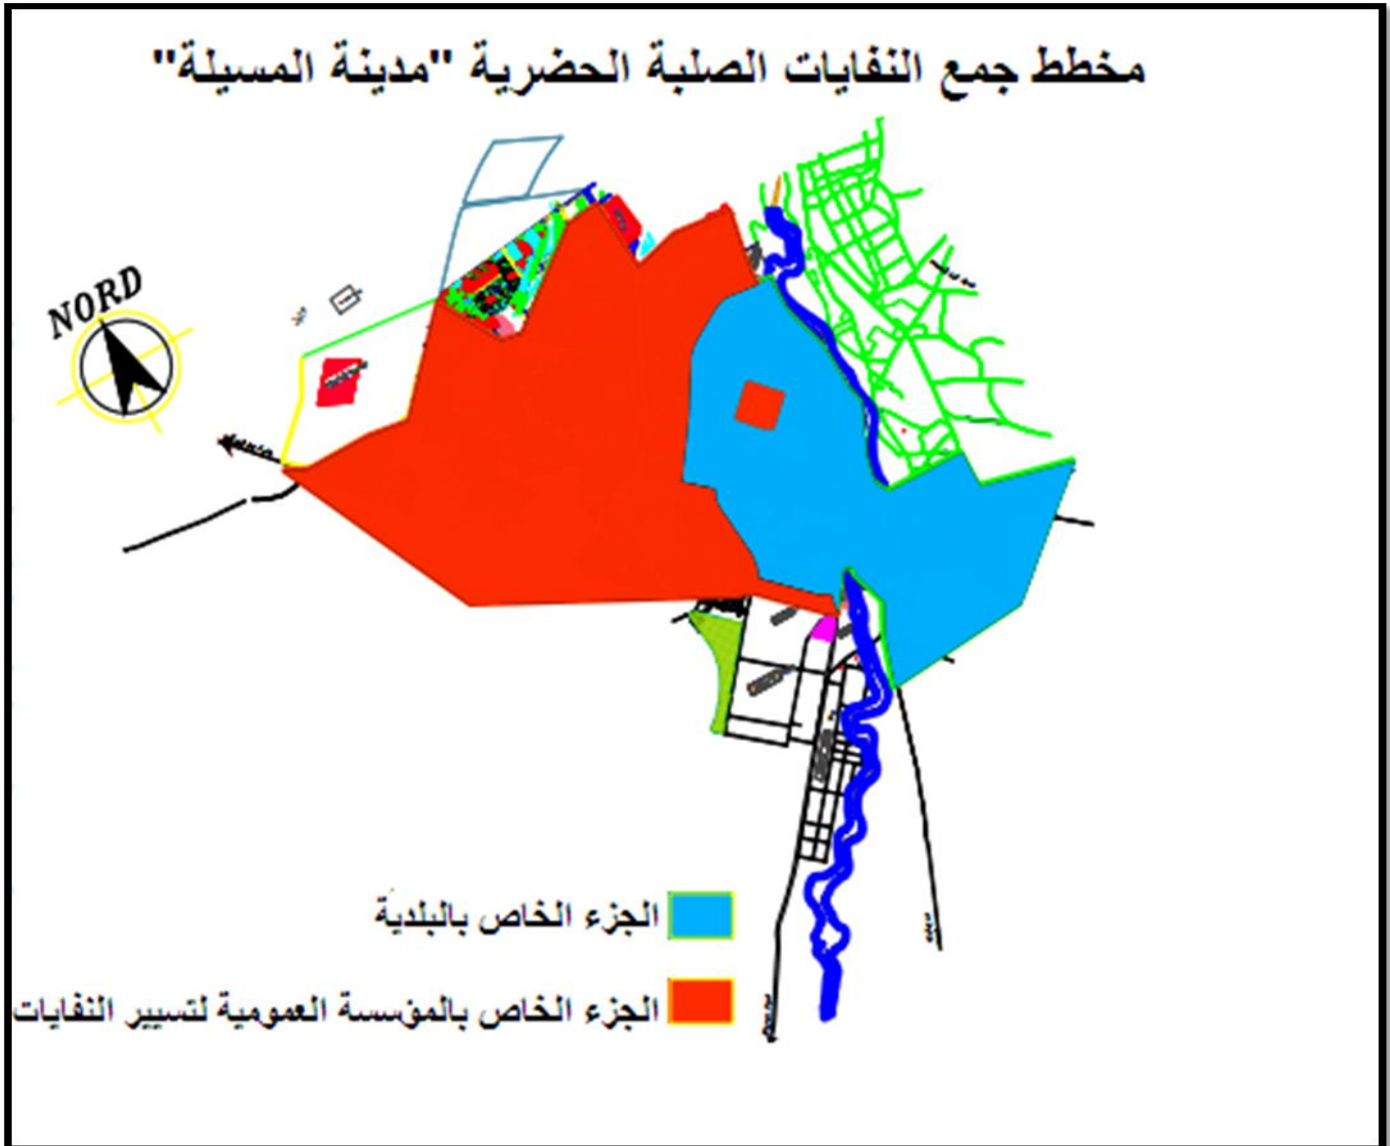 مخطط جمع النفايات الصلبة الحضرية "مدينة المسيلة"
NORD
الجزء الخاص بالبلدية
الجزء الخاص بالمؤسسة العمومية لتسيير النفايات